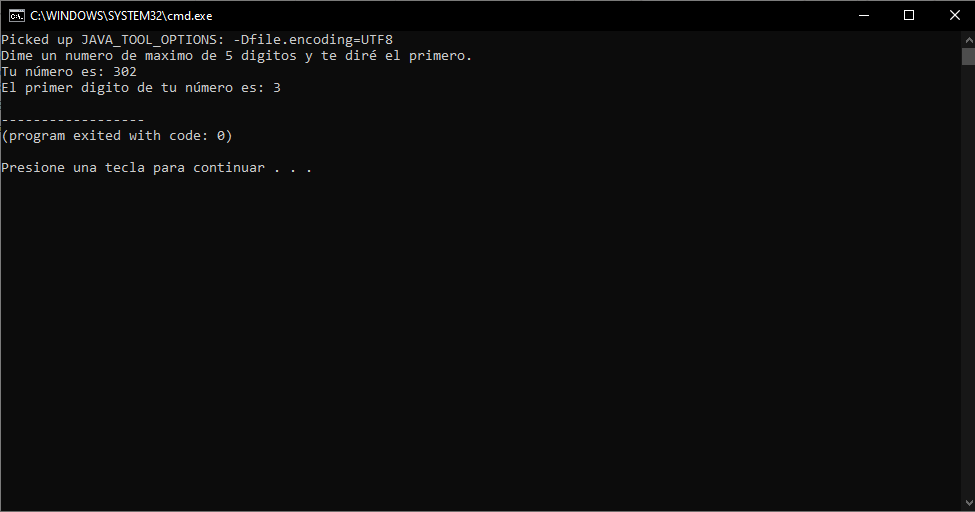 C:\WINDOWS\SYSTEM32\cmd.exe
Picked up JAVA_TOOL_OPTIONS: -Dfile.encoding=UTF8
Dime un numero de maximo de 5 digitos y te diré el primero.
Tu número es: 302
El primer digito de tu número es: 3
------------------
(program exited with code: 0)
Presione una tecla para continuar . . .